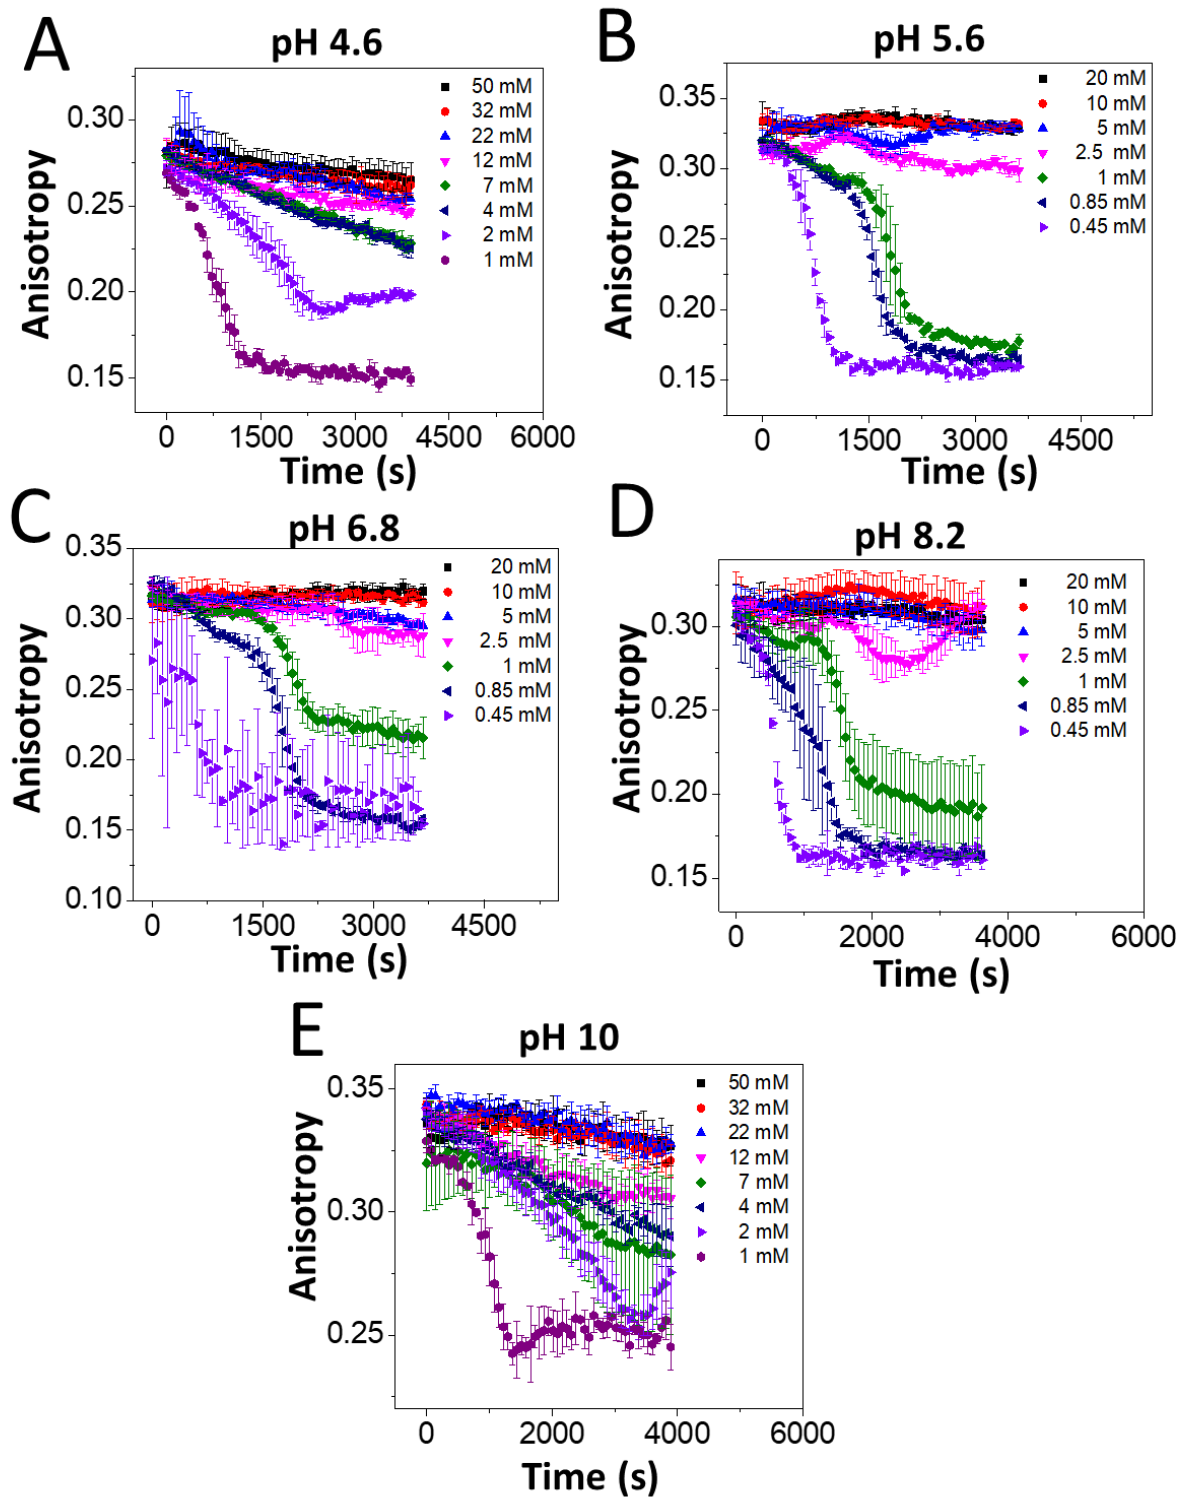 A
pH 4.6
Anisotropy
0.30
0.25
0.20
0.15
50 mM
32 mM
22 mM
12 mM
7 mM
4 mM
2 mM
1 mM
0 1500 3000 4500 6000
Time (s)
B
pH 5.6
Anisotropy
0.35
0.30
0.25
0.20
0.15
20 mM
10 mM
5 mM
2.5 mM
1 mM
0.85 mM
0.45 mM
0 1500 3000 4500
Time (s)
C
pH 6.8
Anisotropy
0.35
0.30
0.25
0.20
0.15
0.10
20 mM
10 mM
5 mM
2.5 mM
1 mM
0.85 mM
0.45 mM
0 1500 3000 4500
Time (s)
D
pH 8.2
Anisotropy
0.30
0.25
0.20
0.15
20 mM
10 mM
5 mM
2.5 mM
1 mM
0.85 mM
0.45 mM
0 2000 4000 6000
Time (s)
E
pH 10
Anisotropy
0.35
0.30
0.25
50 mM
32 mM
22 mM
12 mM
7 mM
4 mM
2 mM
1 mM
0 2000 4000 6000
Time (s)